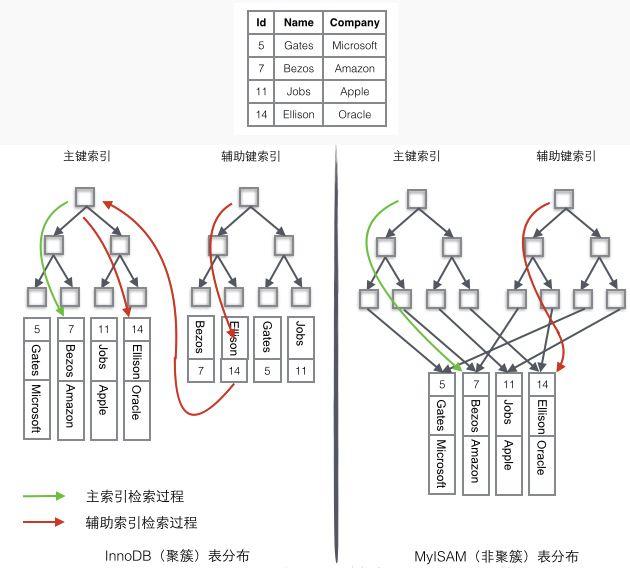 Id Name Company
5 Gates Microsoft
7 Bezos Amazon
11 Jobs Apple
14 Ellison Oracle
主键索引 辅助键索引 主键索引 辅助键索引
5 7 11 14
Gates Bezos Jobs Ellison
Microsoft Amazon Apple Oracle
Bezos Ellison Gates Jobs
7 14 5 11
5 7 11 14
Gates Bezos Jobs Ellison
Microsoft Amazon Apple Oracle
主索引检索过程
辅助索引检索过程
InnoDB（聚簇）表分布 MyISAM（非聚簇）表分布